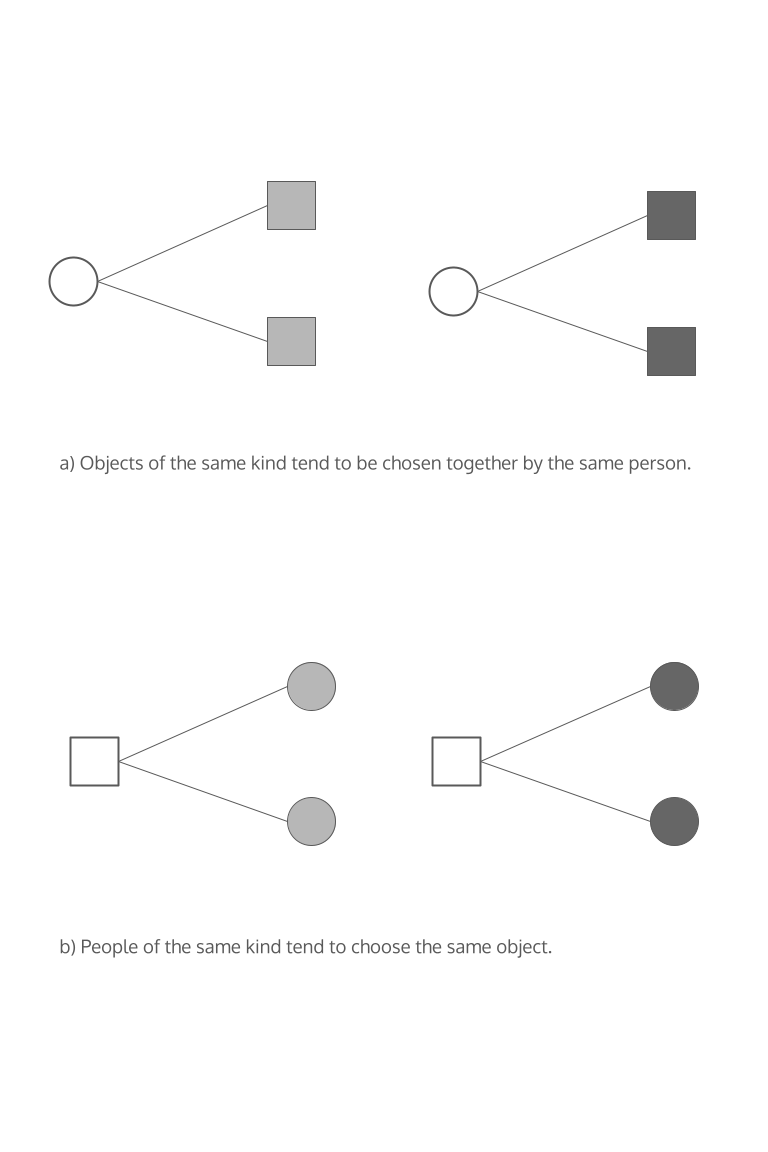 a) Objects of the same kind tend to be chosen together by the same person.
b) People of the same kind tend to choose the same object.